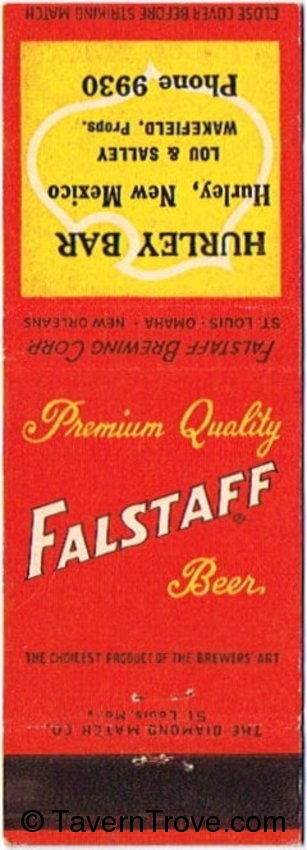 CLOSE COVER BEFORE STRIKING MATCH
HURLEY BAR
Hurley, New Mexico
LOU & SALLEY
WAKEFIELD, Props.
Phone 9930
FALSTAFF BREWING CORP.
ST. LOUIS · OMAHA · NEW ORLEANS
Premium Quality
FALSTAFF®
Beer
THE CHOICEST PRODUCT OF THE BREWERS' ART
THE DIAMOND MATCH CO.
ST. LOUIS, MO.
© TavernTrove.com